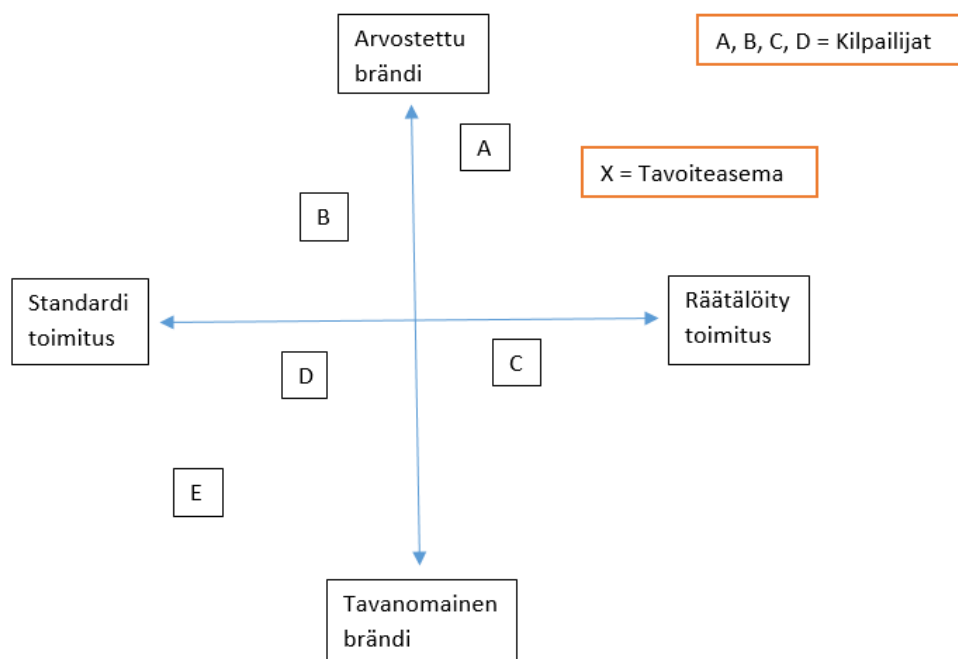 Arvostettu
brändi
A, B, C, D = Kilpailijat
A
X = Tavoiteasema
B
Standardi
toimitus
Räätälöity
toimitus
C
D
E
Tavanomainen
brändi